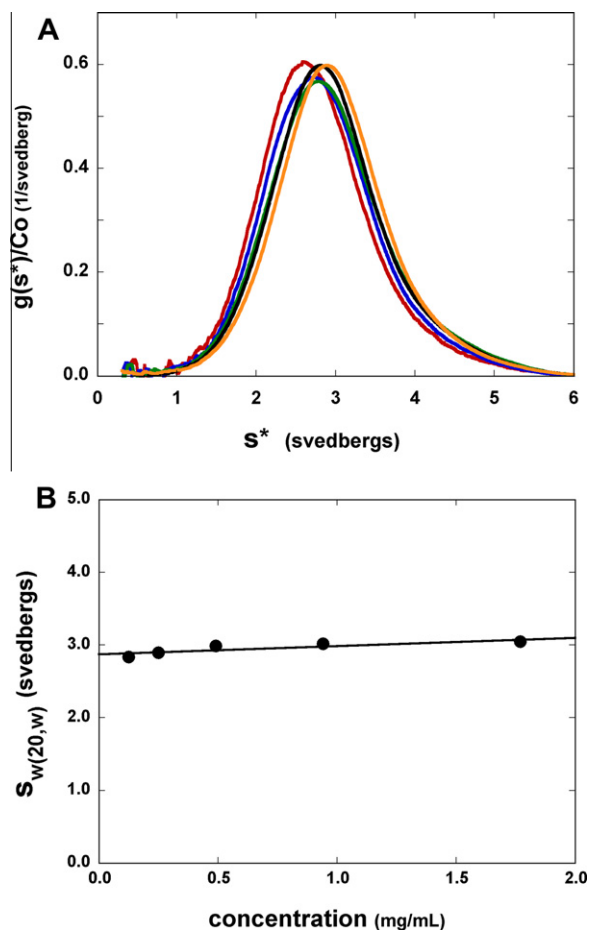 A
0.6
0.4
0.2
0.0
g(s*)/Co (1/svedberg)
0 1 2 3 4 5 6
s* (svedbergs)
B
5.0
4.0
3.0
2.0
1.0
0.0
sw(20,w) (svedbergs)
0.0 0.5 1.0 1.5 2.0
concentration (mg/mL)